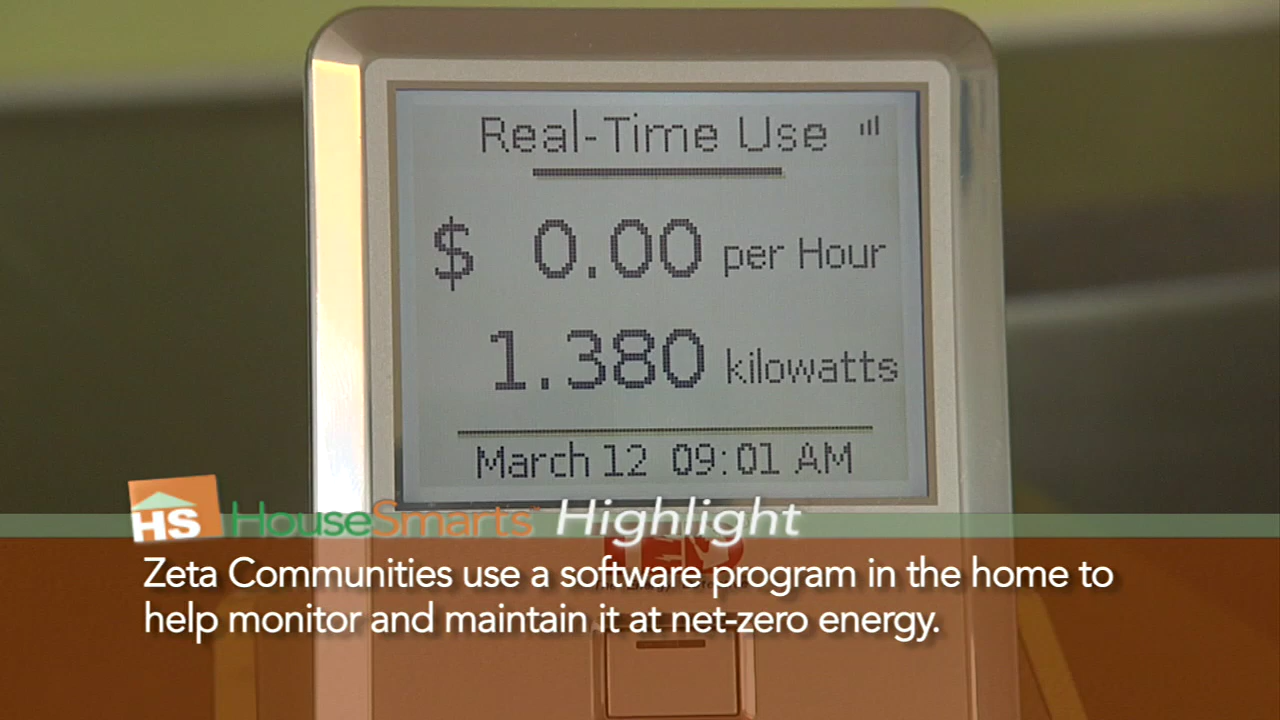 Real-Time Use
$ 0.00 per Hour
1.380 kilowatts
March 12 09:01 AM
HS HouseSmarts™ Highlight
Zeta Communities use a software program in the home to
help monitor and maintain it at net-zero energy.